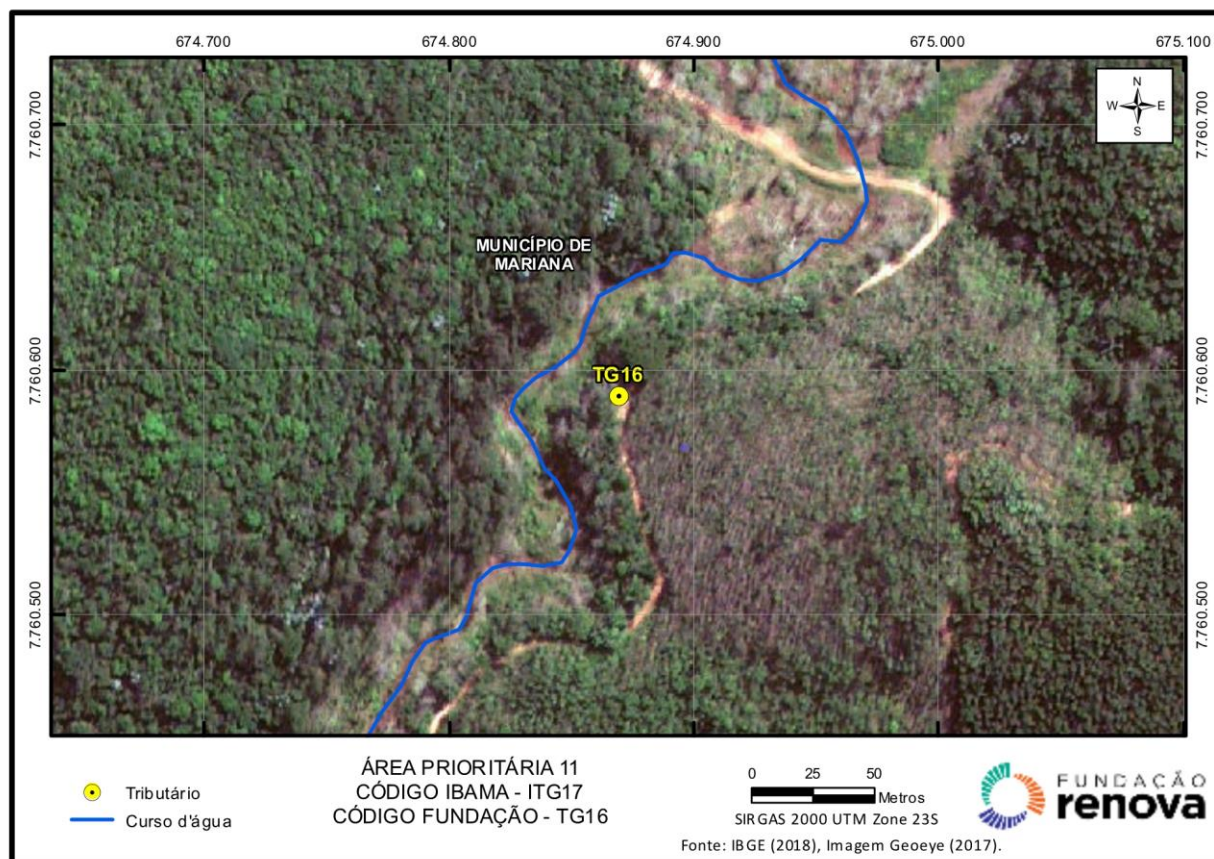 674.700 674.800 674.900 675.000 675.100
7.760.700
7.760.700
N
W E
S
MUNICÍPIO DE
MARIANA
7.760.600
TG16
7.760.600
7.760.500
7.760.500
Tributário
Curso d'água
ÁREA PRIORITÁRIA 11
CÓDIGO IBAMA - ITG17
CÓDIGO FUNDAÇÃO - TG16
0 25 50
Metros
SIRGAS 2000 UTM Zone 23S
Fonte: IBGE (2018), Imagem Geoeye (2017).
FUNDAÇÃO
renova